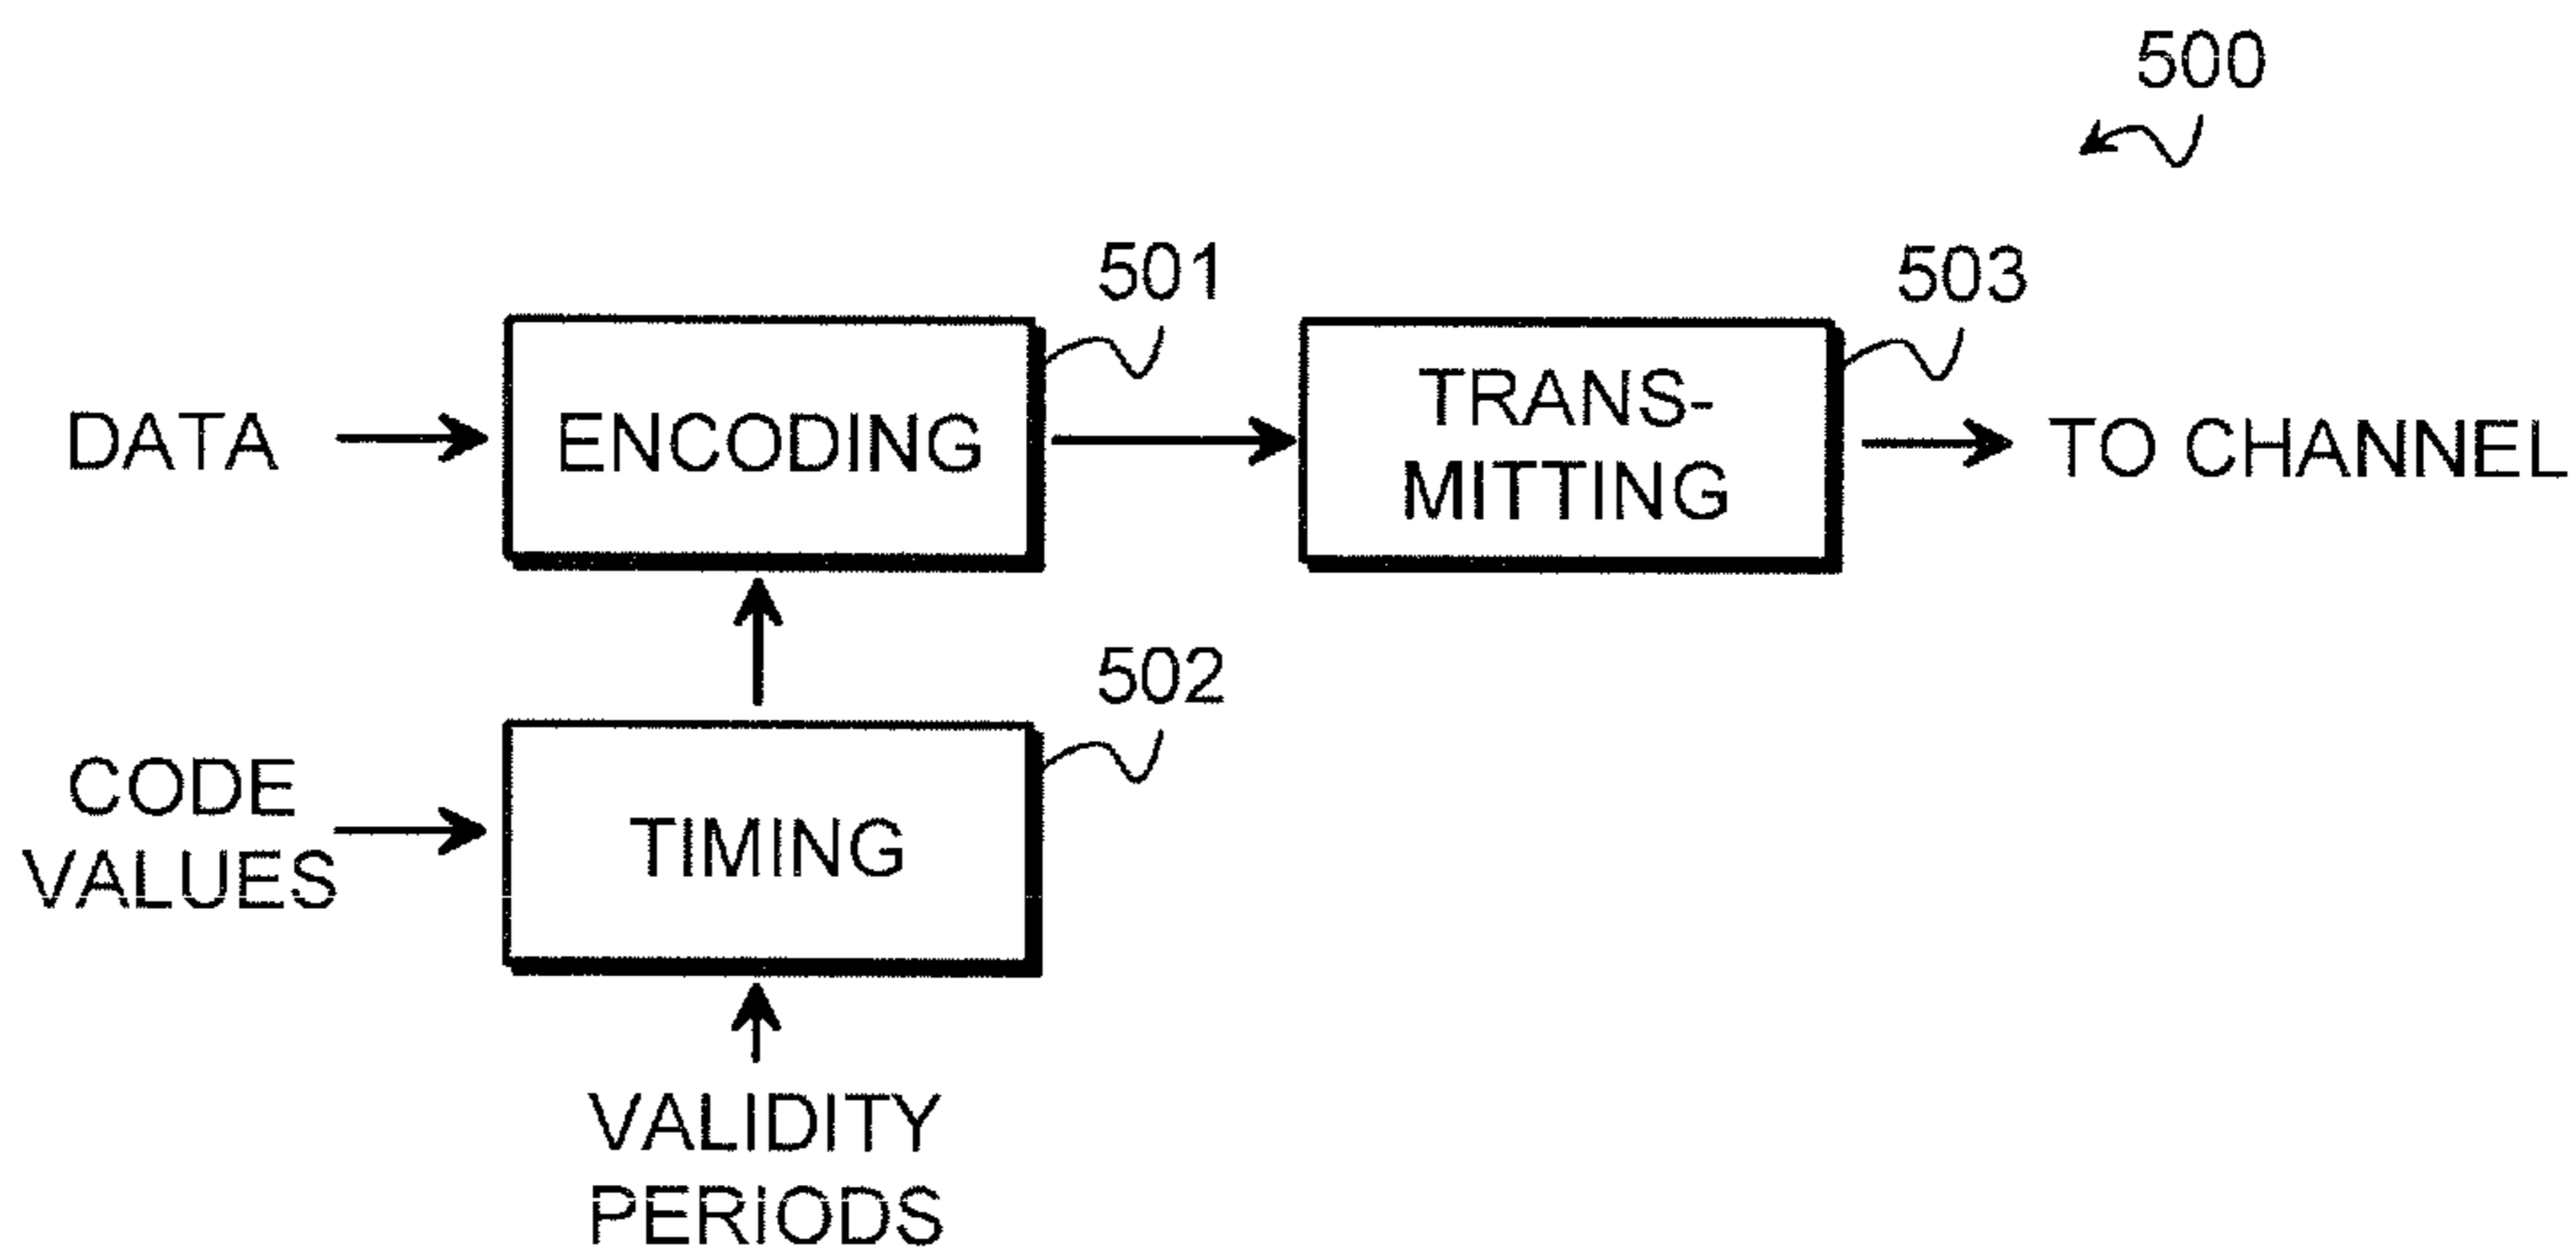 500
501
503
DATA
ENCODING
TRANS-
MITTING
TO CHANNEL
502
CODE
VALUES
TIMING
VALIDITY
PERIODS